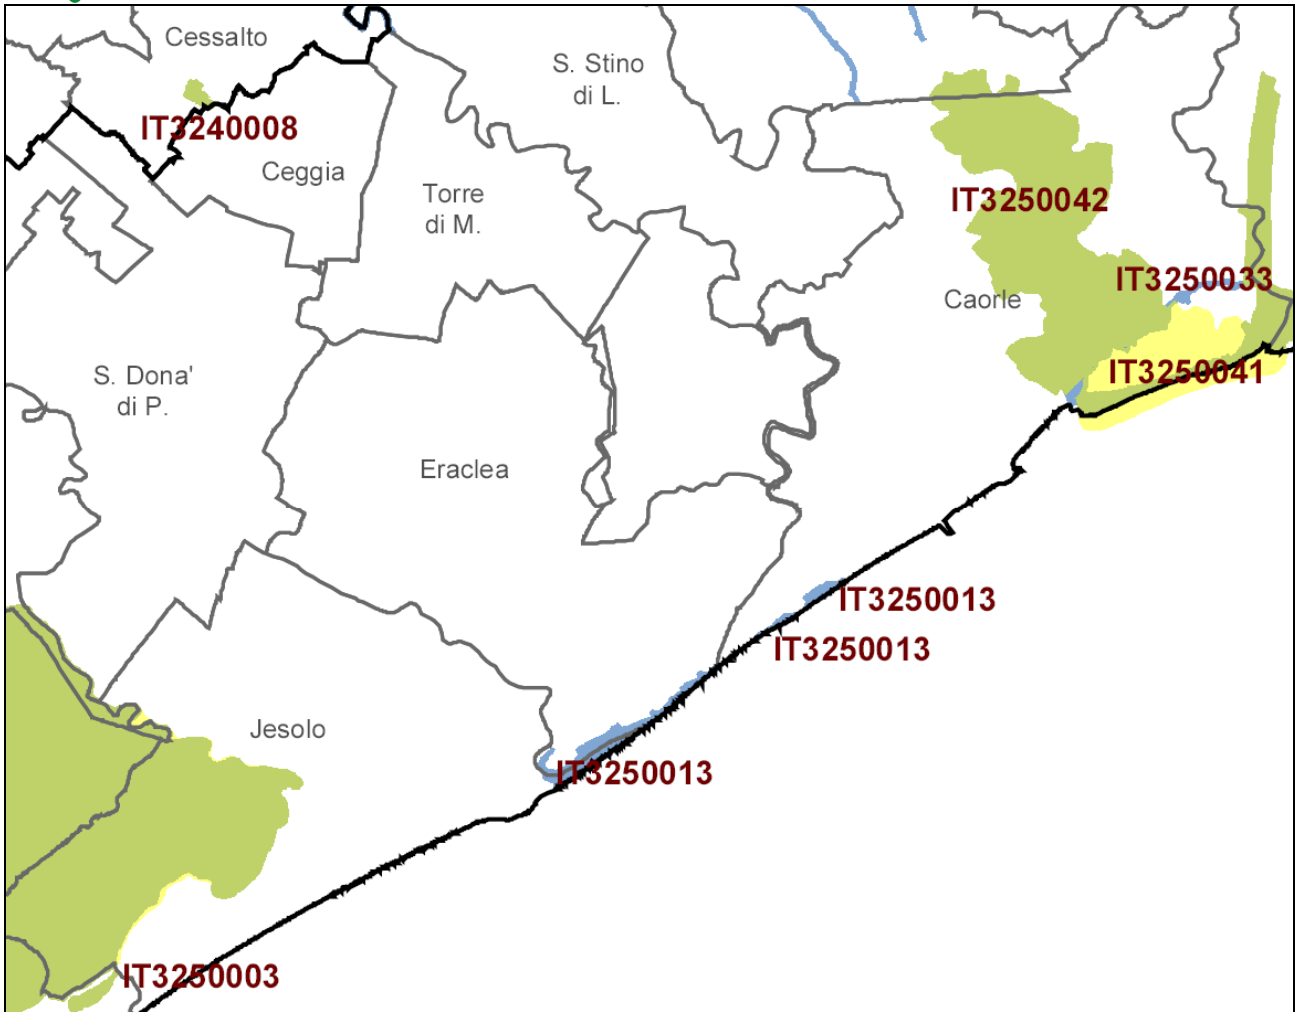 Cessalto
S. Stino
di L.
IT3240008
Ceggia
Torre
di M.
IT3250042
IT3250033
Caorle
S. Dona'
di P.
IT3250041
Eraclea
IT3250013
IT3250013
Jesolo
IT3250013
IT3250003